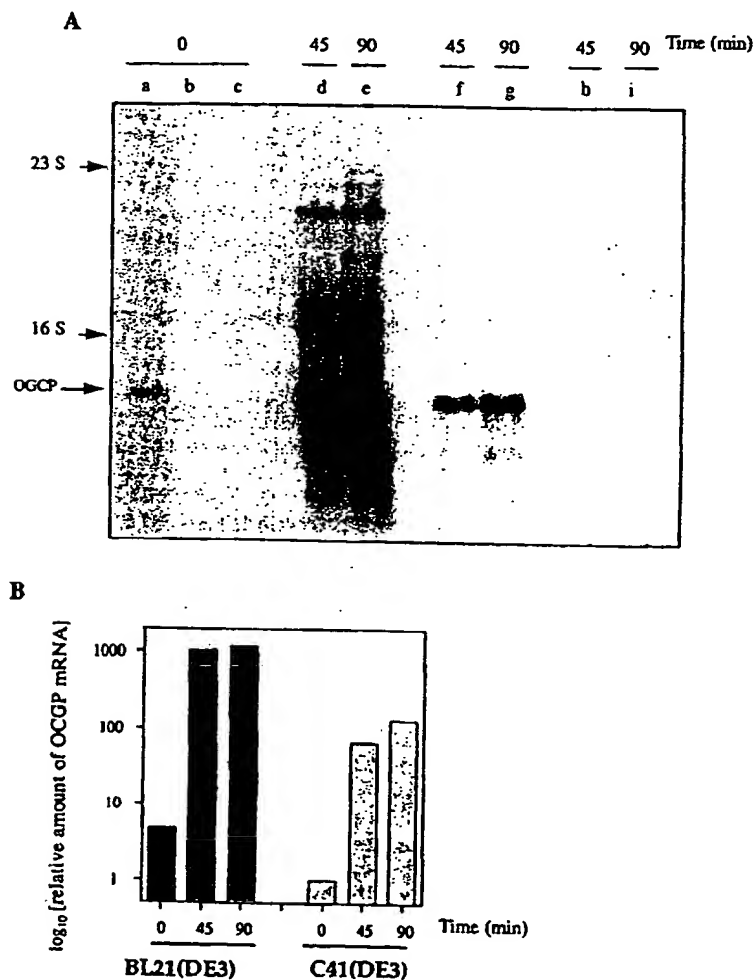 A
0 45 90 45 90 45 90 Time (min)
a b c d e f g h i
23 S
16 S
OGCP
B
log10 [relative amount of OCGP mRNA]
1000
100
10
1
0 45 90 0 45 90 Time (min)
BL21(DE3) C41(DE3)